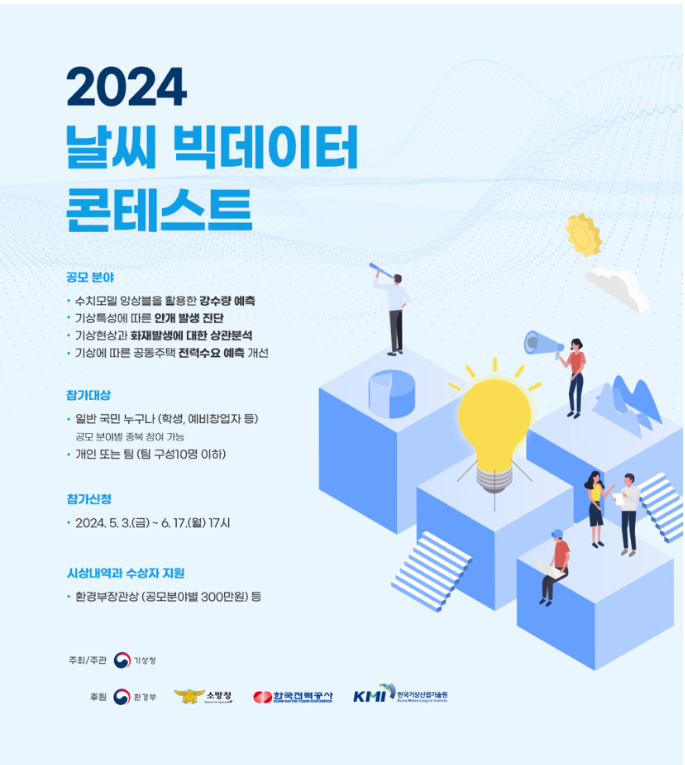 2024
날씨 빅데이터
콘테스트
공모 분야
• 수치모델 앙상블을 활용한 강수량 예측
• 기상특성에 따른 안개 발생 진단
• 기상현상과 화재발생에 대한 상관분석
• 기상에 따른 공동주택 전력수요 예측 개선
참가대상
• 일반 국민 누구나 (학생, 예비창업자 등)
공모 분야별 중복 참여 가능
• 개인 또는 팀 (팀 구성10명 이하)
참가신청
• 2024. 5. 3.(금) ~ 6. 17.(월) 17시
시상내역과 수상자 지원
• 환경부장관상 (공모분야별 300만원) 등
주최/주관 기상청
후원 환경부 소방청 한국전력공사 KMI 한국기상산업기술원
KOREA ELECTRIC POWER CORPORATION Korea Meteorological Institute